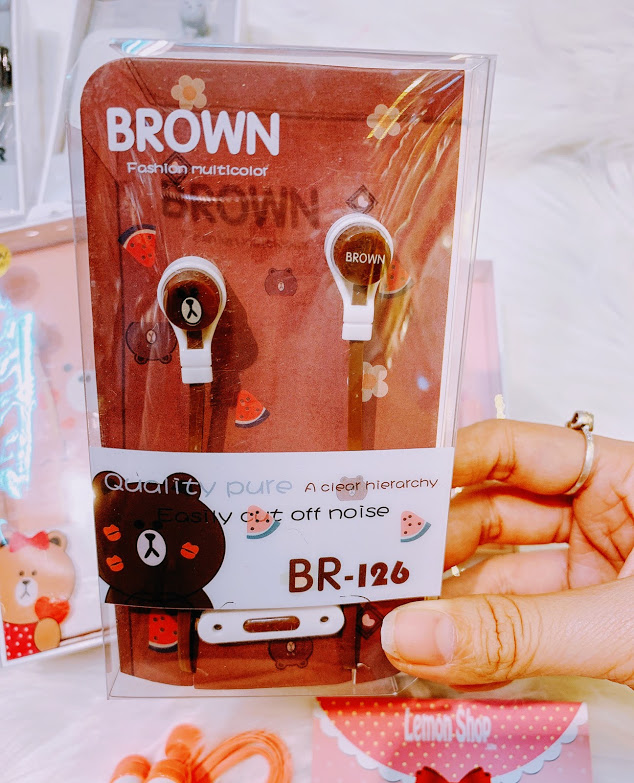 BROWN
Fashion multicolor
BROWN
BROWN
Quality pure A clear hierarchy
Easily cut off noise
BR-126
Lemon Shop